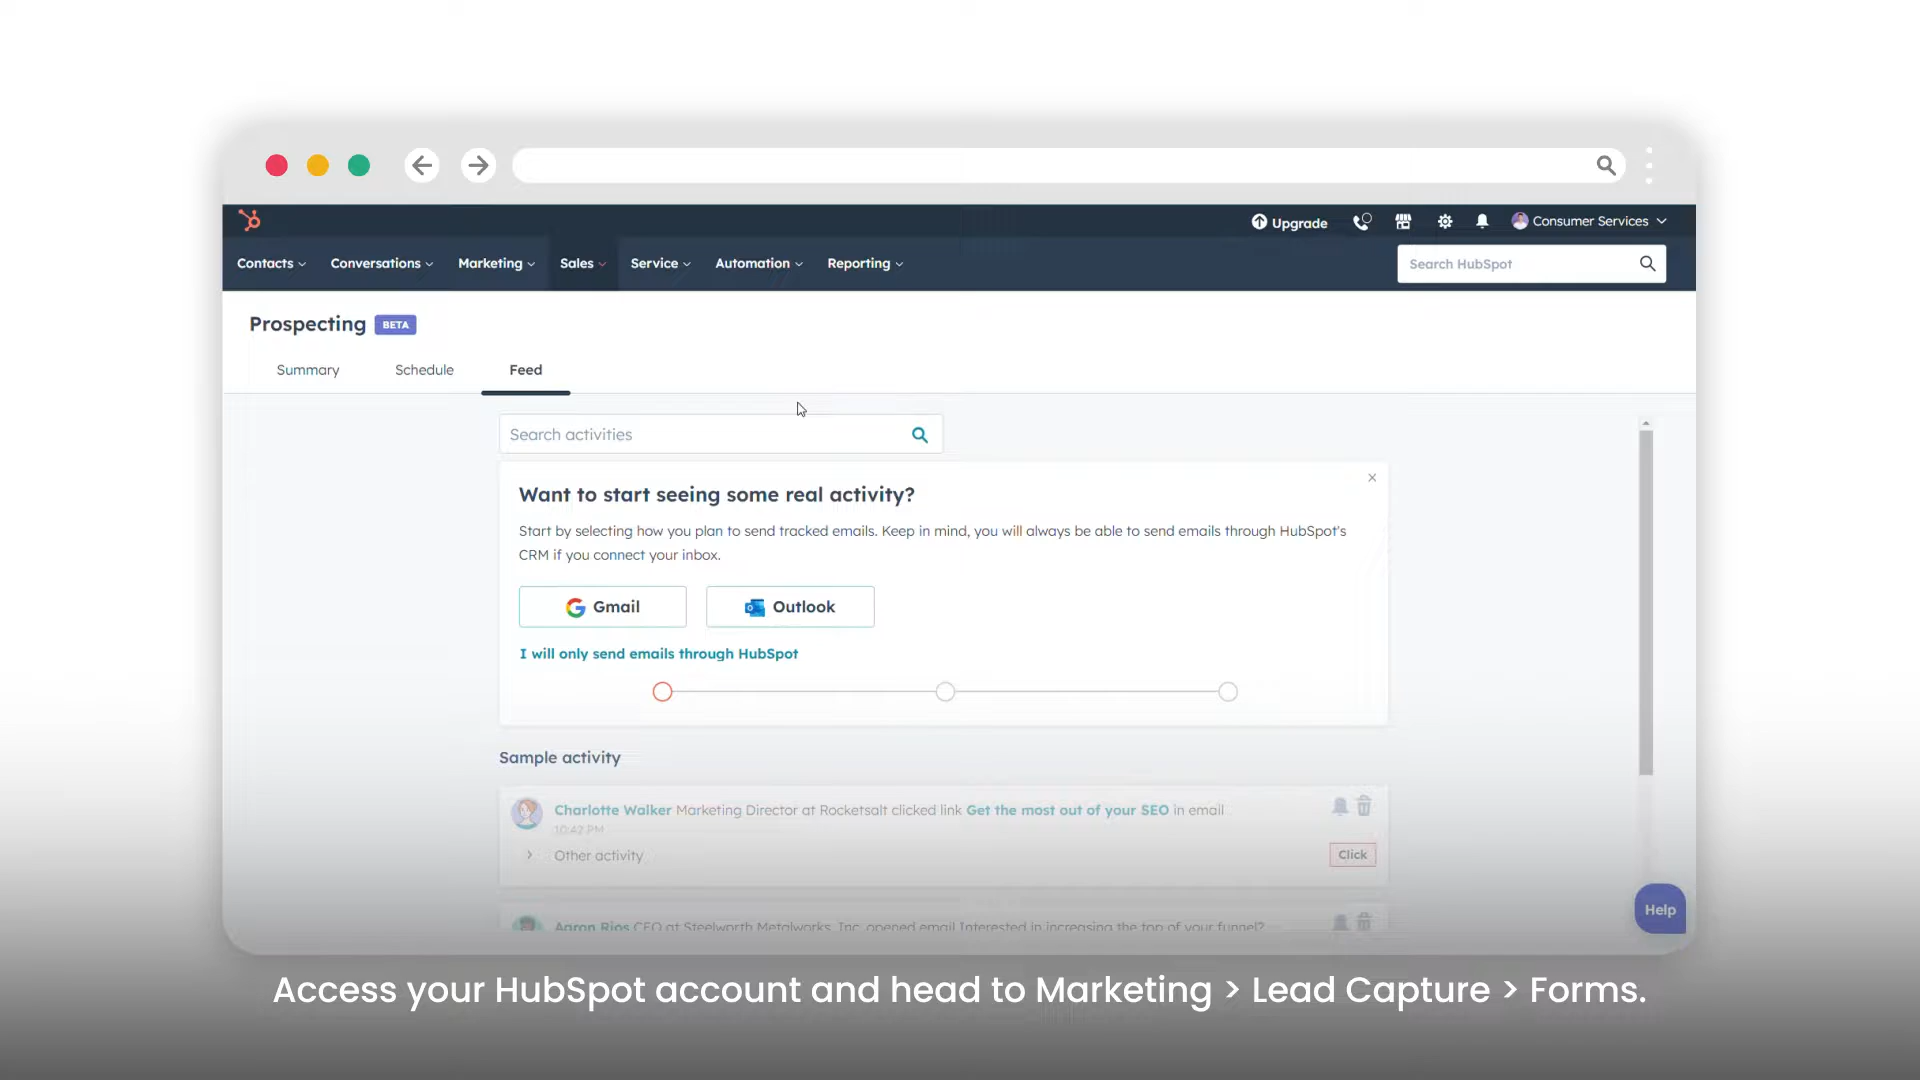 Upgrade
Consumer Services
Contacts
Conversations
Marketing
Sales
Service
Automation
Reporting
Search HubSpot
Prospecting
BETA
Summary
Schedule
Feed
Search activities
Want to start seeing some real activity?
Start by selecting how you plan to send tracked emails. Keep in mind, you will always be able to send emails through HubSpot's
CRM if you connect your inbox.
Gmail
Outlook
I will only send emails through HubSpot
Sample activity
Charlotte Walker Marketing Director at Rocketsalt clicked link Get the most out of your SEO in email
10:42 PM
Other activity
Click
Aaron Rios CEO at Steelworth Metalworks, Inc. opened email Interested in increasing the top of your funnel?
Help
Access your HubSpot account and head to Marketing > Lead Capture > Forms.